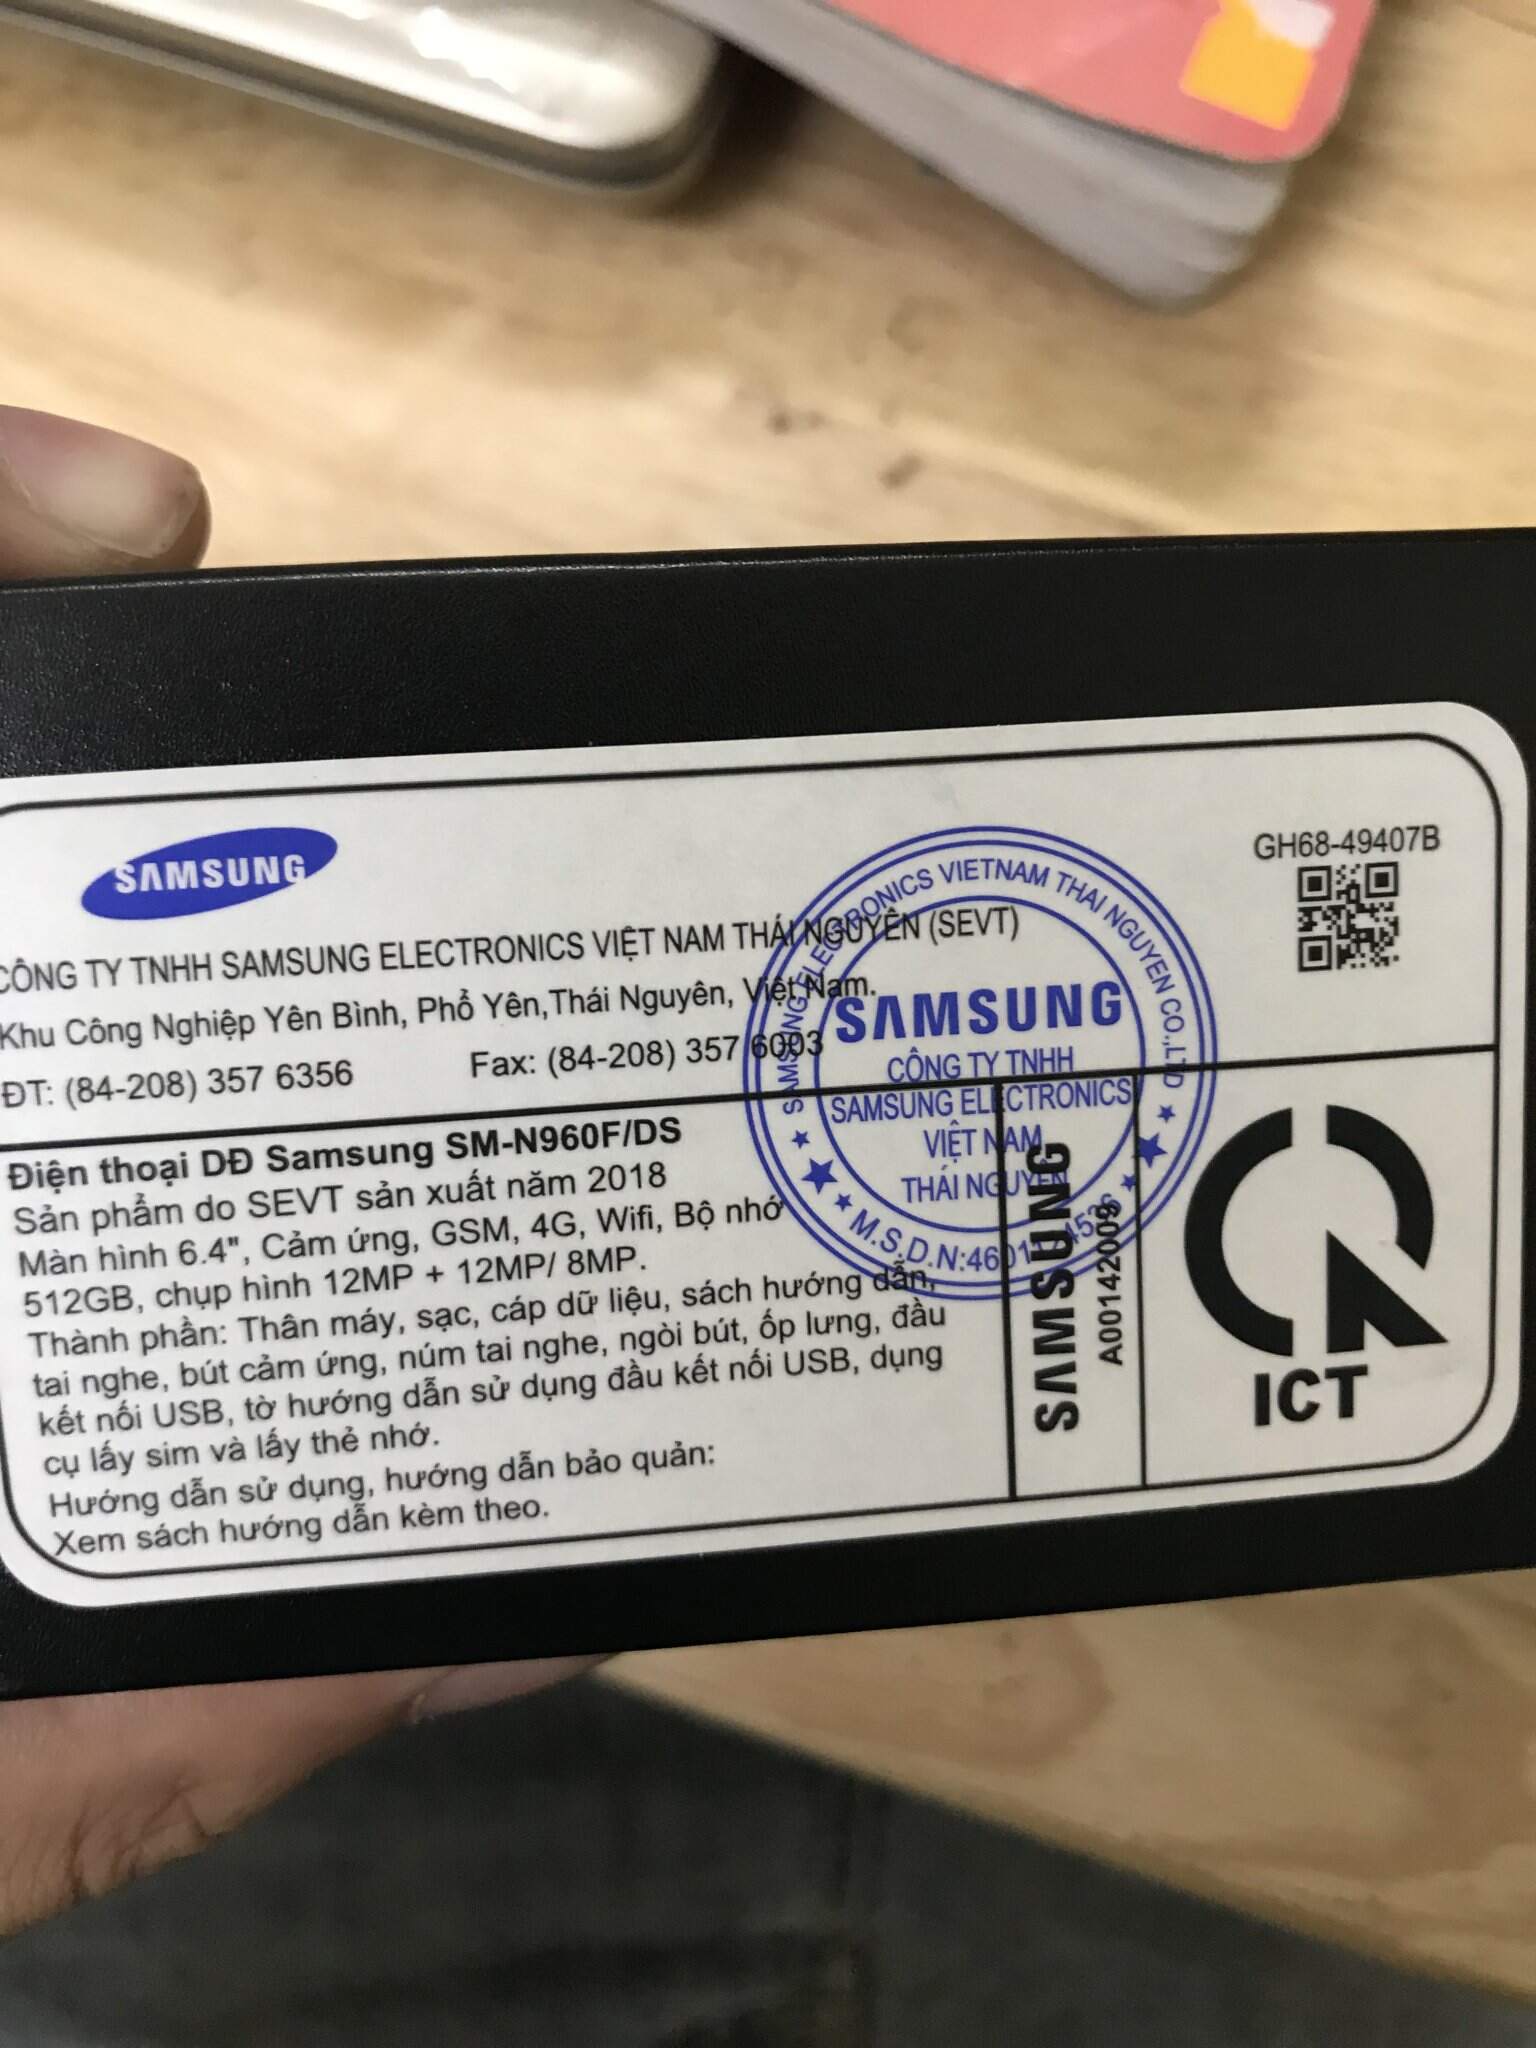 SAMSUNG
GH68-49407B
CÔNG TY TNHH SAMSUNG ELECTRONICS VIỆT NAM THÁI NGUYÊN (SEVT)
Khu Công Nghiệp Yên Bình, Phổ Yên,Thái Nguyên, Việt Nam.
ĐT: (84-208) 357 6356 Fax: (84-208) 357 6003
SAMSUNG ELECTRONICS VIETNAM THAI NGUYEN CO.,LTD
SAMSUNG
CÔNG TY TNHH
SAMSUNG ELECTRONICS
VIỆT NAM
THÁI NGUYÊN
Điện thoại DĐ Samsung SM-N960F/DS
Sản phẩm do SEVT sản xuất năm 2018
Màn hình 6.4", Cảm ứng, GSM, 4G, Wifi, Bộ nhớ
512GB, chụp hình 12MP + 12MP/ 8MP.
Thành phần: Thân máy, sạc, cáp dữ liệu, sách hướng dẫn,
tai nghe, bút cảm ứng, núm tai nghe, ngòi bút, ốp lưng, đầu
kết nối USB, tờ hướng dẫn sử dụng đầu kết nối USB, dụng
cụ lấy sim và lấy thẻ nhớ.
Hướng dẫn sử dụng, hướng dẫn bảo quản:
Xem sách hướng dẫn kèm theo.
SAMSUNG
A001420009
ICT